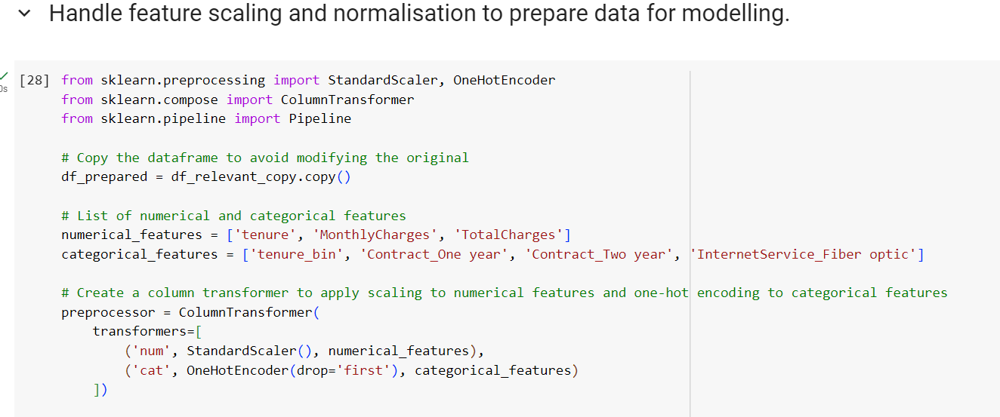 Handle feature scaling and normalisation to prepare data for modelling.
[28] from sklearn.preprocessing import StandardScaler, OneHotEncoder
0s
from sklearn.compose import ColumnTransformer
from sklearn.pipeline import Pipeline
# Copy the dataframe to avoid modifying the original
df_prepared = df_relevant_copy.copy()
# List of numerical and categorical features
numerical_features = ['tenure', 'MonthlyCharges', 'TotalCharges']
categorical_features = ['tenure_bin', 'Contract_One year', 'Contract_Two year', 'InternetService_Fiber optic']
# Create a column transformer to apply scaling to numerical features and one-hot encoding to categorical features
preprocessor = ColumnTransformer(
    transformers=[
        ('num', StandardScaler(), numerical_features),
        ('cat', OneHotEncoder(drop='first'), categorical_features)
    ])